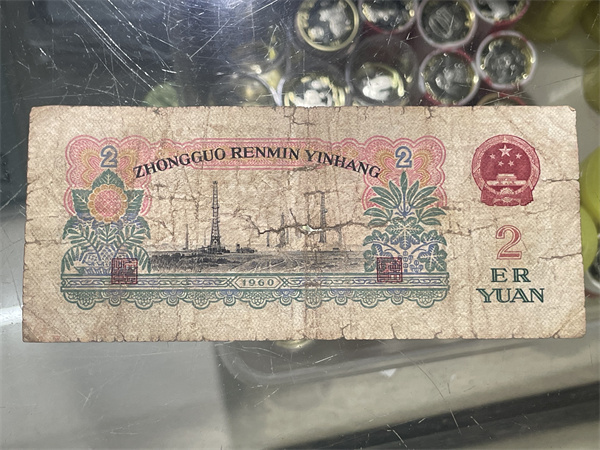 2
ZHONGGUO RENMIN YINHANG
2
1960
2
ER
YUAN